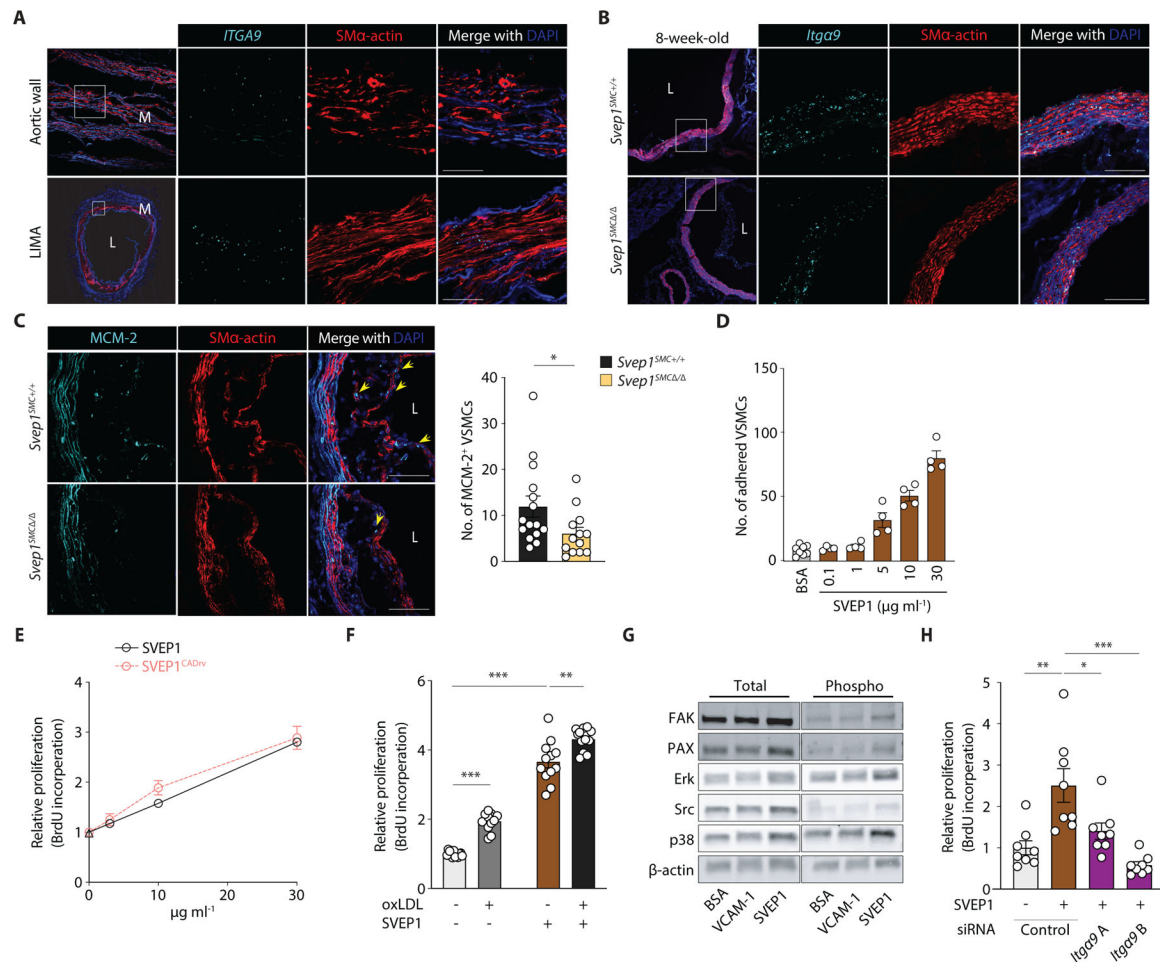 A
ITGA9
SMα-actin
Merge with DAPI
Aortic wall
M
LIMA
M
L
B
8-week-old
Itgα9
SMα-actin
Merge with DAPI
Svep1SMC+/+
L
Svep1SMCΔ/Δ
L
C
MCM-2
SMα-actin
Merge with DAPI
Svep1SMC+/+
L
Svep1SMCΔ/Δ
L
No. of MCM-2+ VSMCs
40
30
20
10
0
*
Svep1SMC+/+
Svep1SMCΔ/Δ
D
No. of adhered VSMCs
150
100
50
0
BSA
0.1
1
5
10
30
SVEP1 (μg ml-1)
E
SVEP1
SVEP1CADrv
Relative proliferation
(BrdU incorperation)
4
3
2
1
0
0
10
20
30
μg ml-1
F
Relative proliferation
(BrdU incorperation)
6
4
2
0
*** **
***
oxLDL - + - +
SVEP1 - - + +
G
Total Phospho
FAK
PAX
Erk
Src
p38
β-actin
BSA
VCAM-1
SVEP1
BSA
VCAM-1
SVEP1
H
Relative proliferation
(BrdU incorperation)
5
4
3
2
1
0
***
** *
SVEP1 - + + +
siRNA Control Itgα9 A Itgα9 B